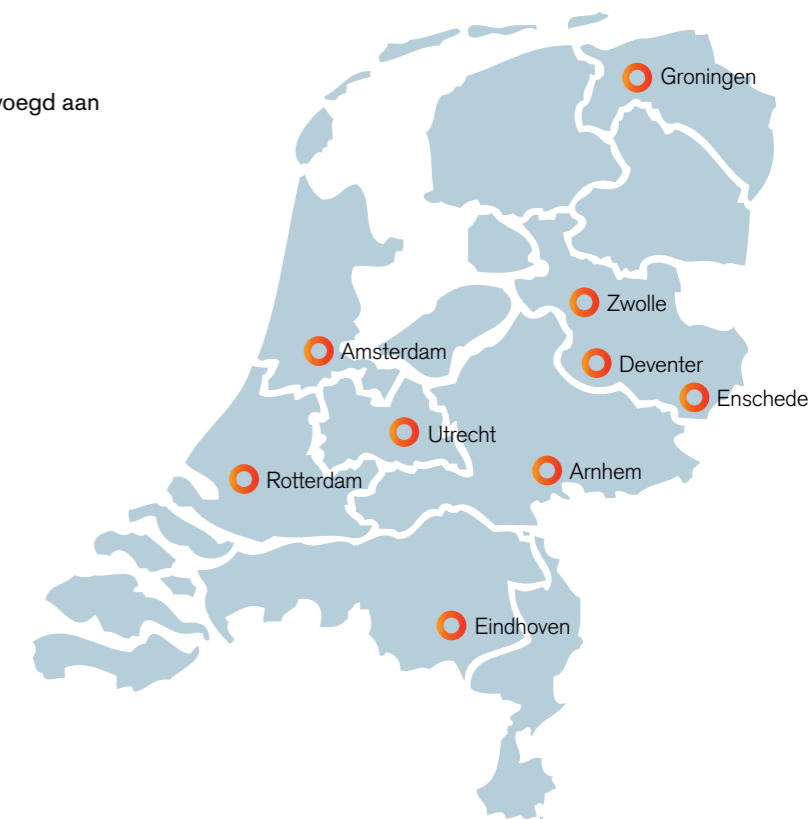 Groningen
voegd aan
Zwolle
Amsterdam
Deventer
Enschede
Utrecht
Arnhem
Rotterdam
Eindhoven